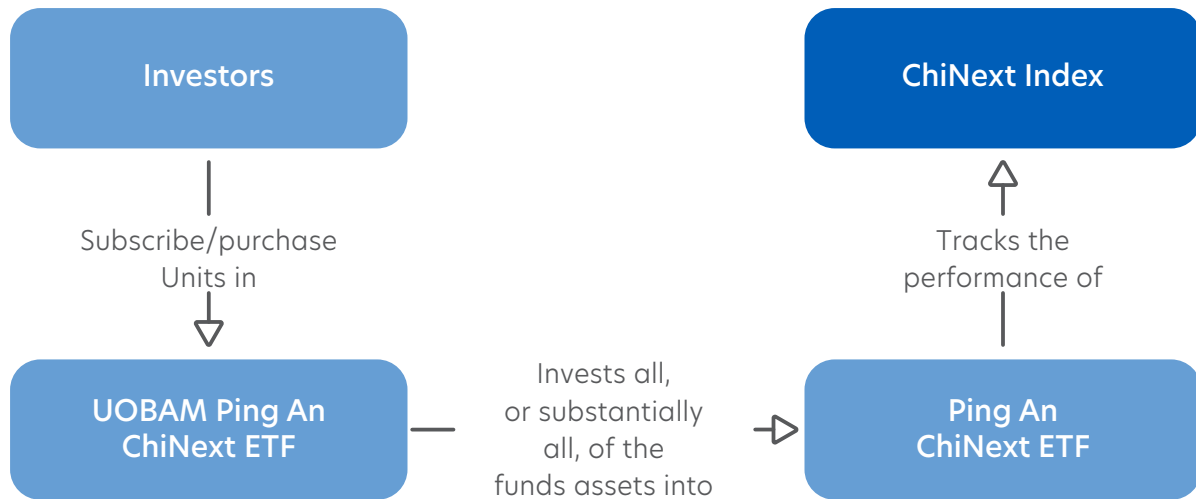 Investors
Subscribe/purchase
Units in
UOBAM Ping An
ChiNext ETF
Invests all,
or substantially
all, of the
funds assets into
Ping An
ChiNext ETF
Tracks the
performance of
ChiNext Index